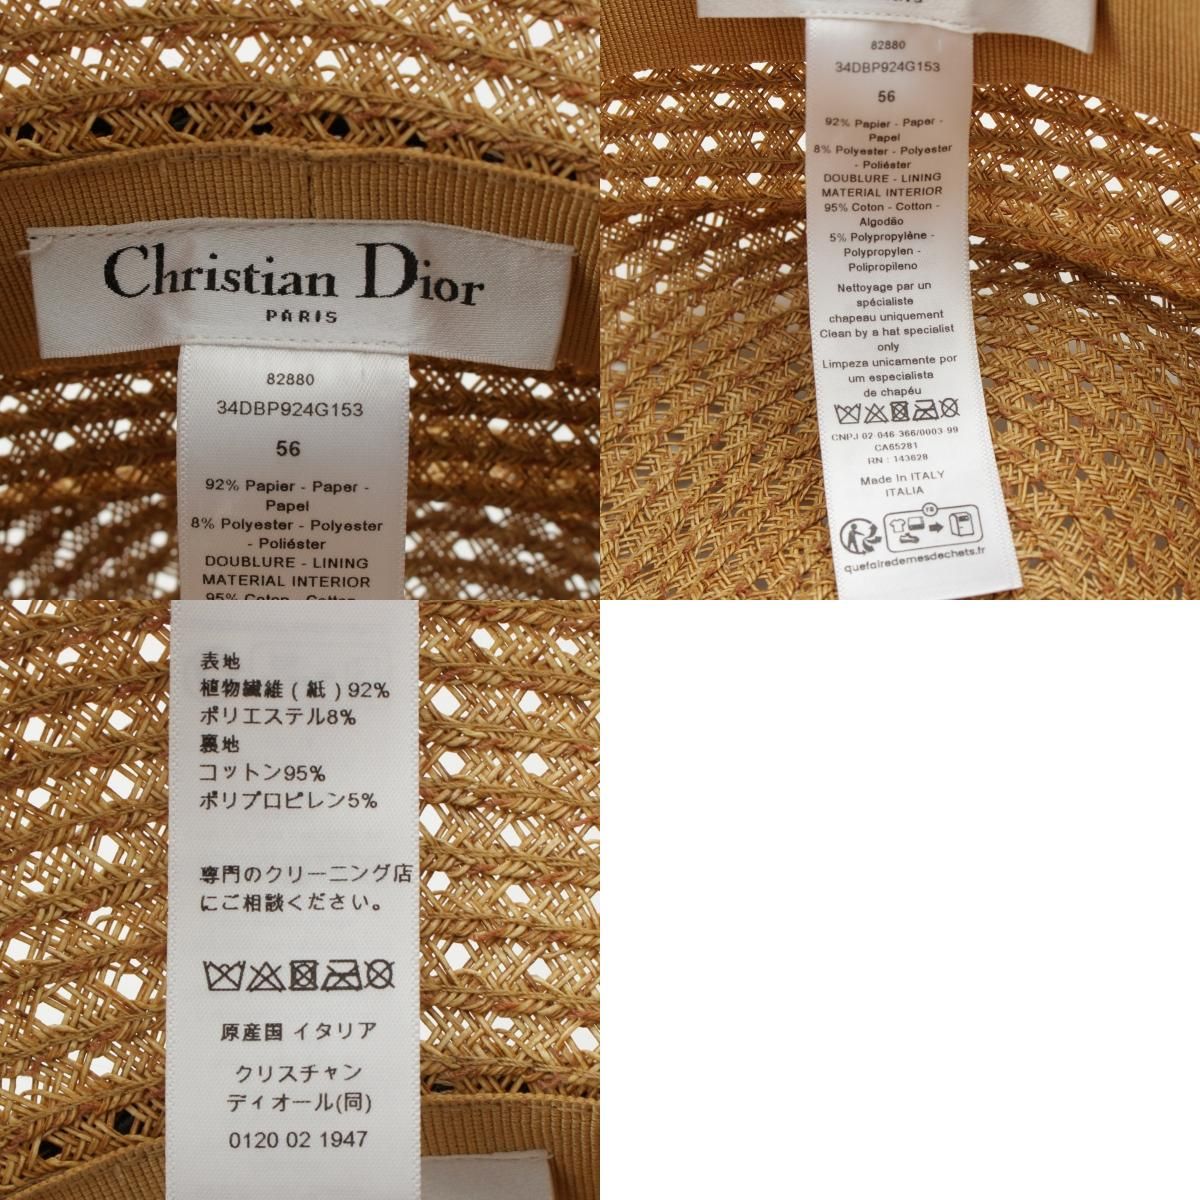 Christian Dior
PARIS
82880
34DBP924G153
56
92% Papier - Paper -
Papel
8% Polyester - Polyester
- Poliéster
DOUBLURE - LINING
MATERIAL INTERIOR
95% Coton - Cotton
82880
34DBP924G153
56
92% Papier - Paper -
Papel
8% Polyester - Polyester
- Poliéster
DOUBLURE - LINING
MATERIAL INTERIOR
95% Coton - Cotton -
Algodão
5% Polypropylène -
Polypropylen -
Polipropileno
Nettoyage par un
spécialiste
chapeau uniquement
Clean by a hat specialist
only
Limpeza unicamente por
um especialista
de chapéu
CNPJ 02 046 366/0003 99
CA65281
RN : 143628
Made In ITALY
ITALIA
FR
quefairedemesdechets.fr
表地
植物繊維(紙)92%
ポリエステル8%
裏地
コットン95%
ポリプロピレン5%
専門のクリーニング店
にご相談ください。
原産国 イタリア
クリスチャン
ディオール(同)
0120 02 1947